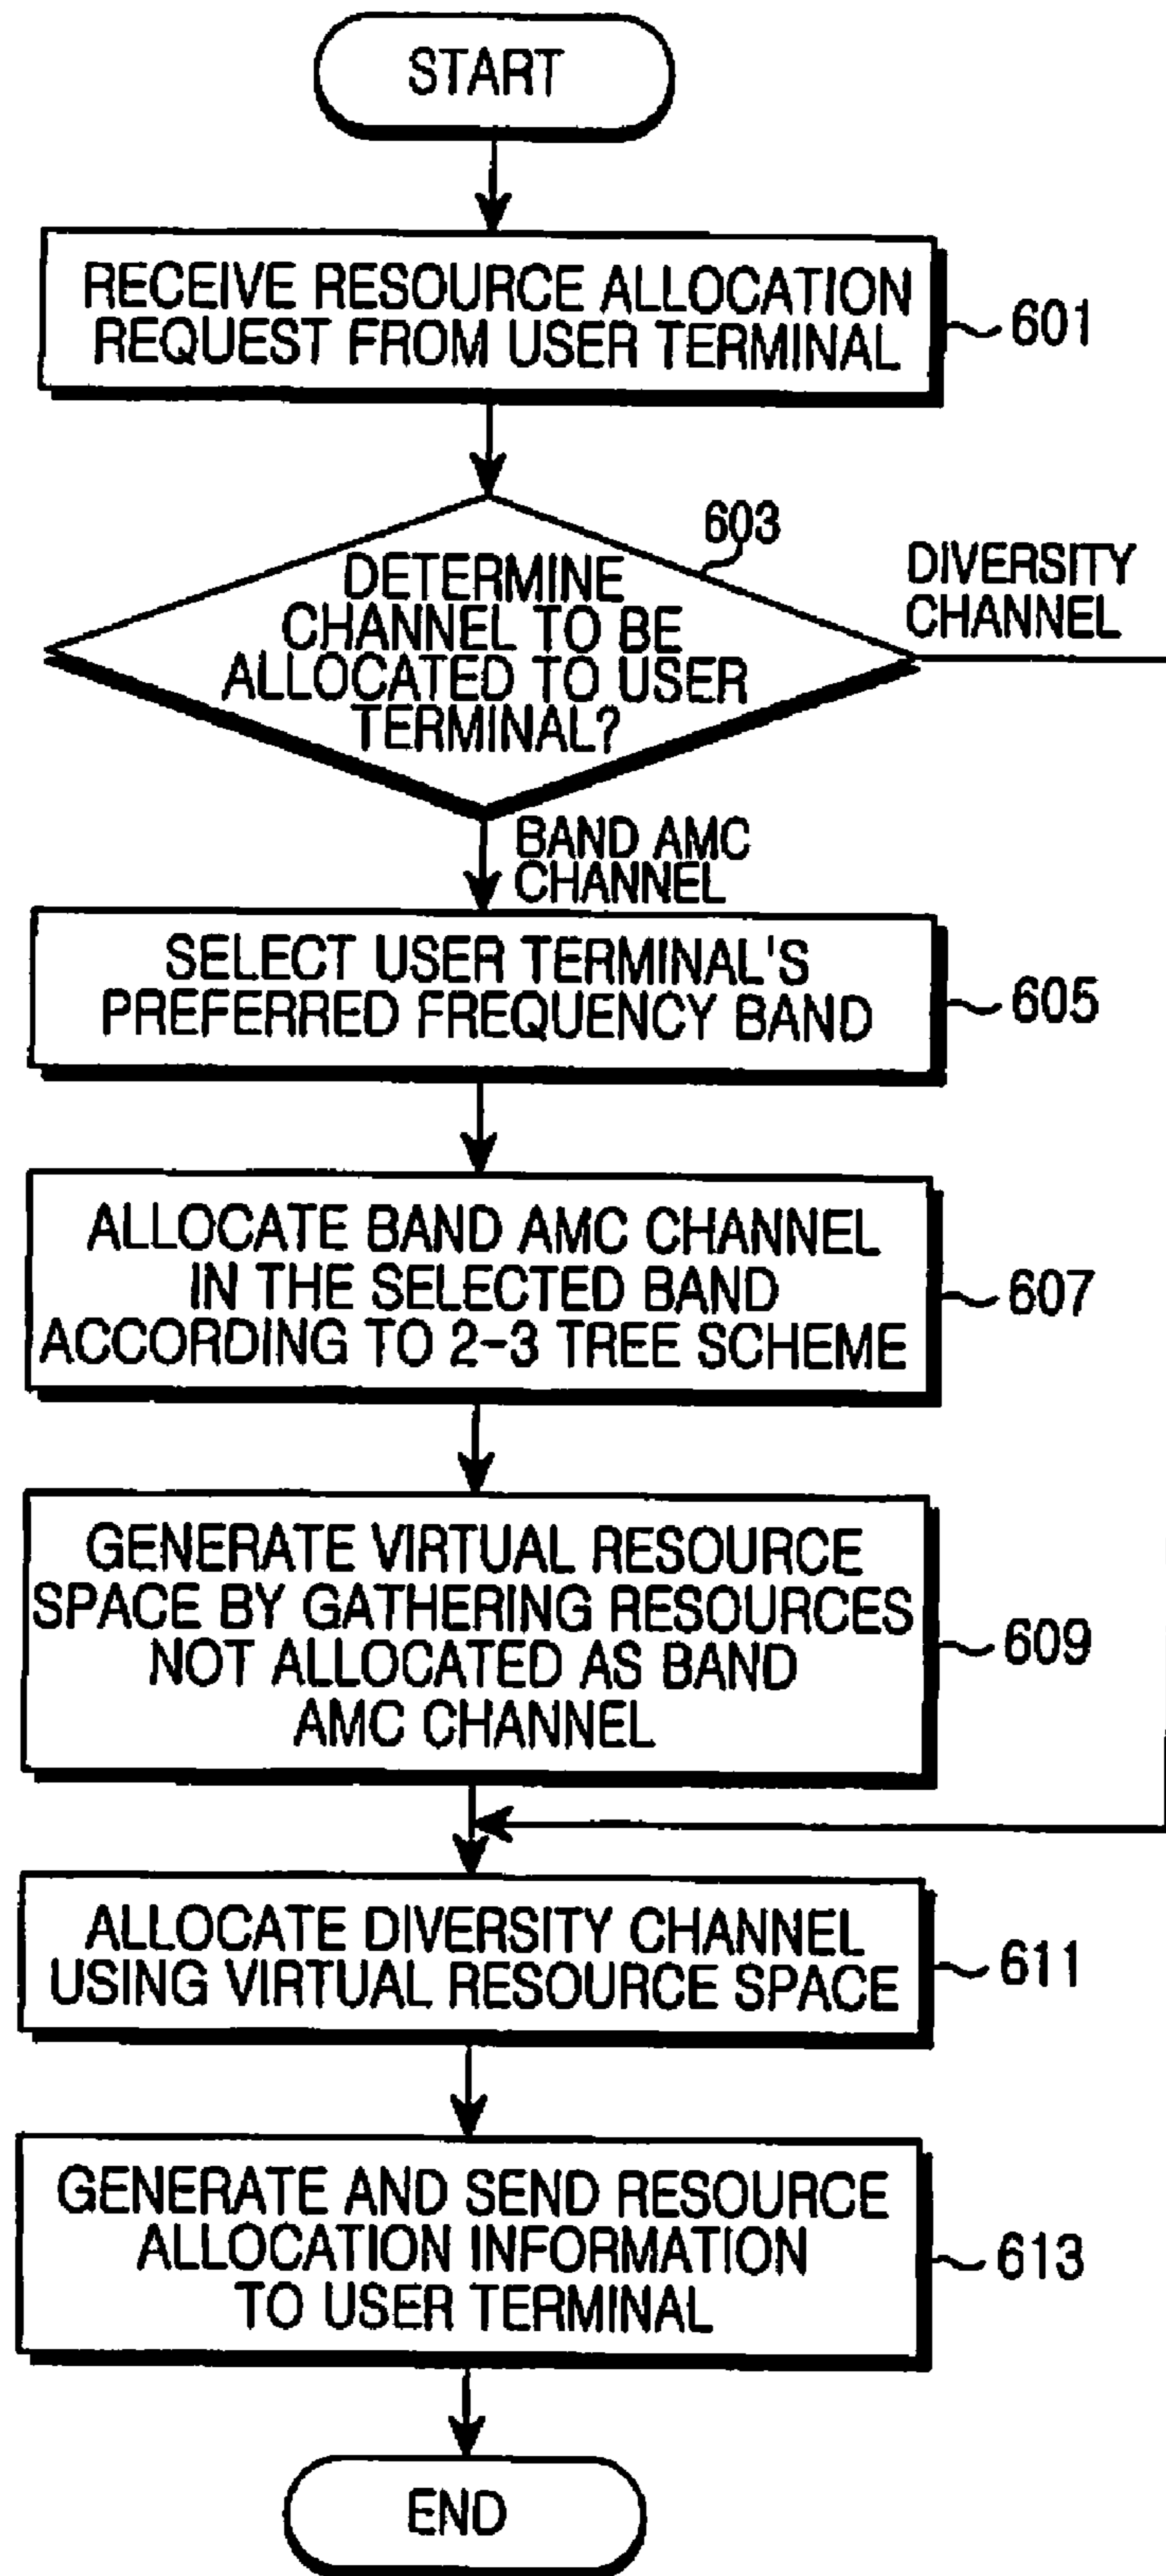 START
RECEIVE RESOURCE ALLOCATION
REQUEST FROM USER TERMINAL
601
603
DETERMINE
CHANNEL TO BE
ALLOCATED TO USER
TERMINAL?
DIVERSITY
CHANNEL
BAND AMC
CHANNEL
SELECT USER TERMINAL'S
PREFERRED FREQUENCY BAND
605
ALLOCATE BAND AMC CHANNEL
IN THE SELECTED BAND
ACCORDING TO 2-3 TREE SCHEME
607
GENERATE VIRTUAL RESOURCE
SPACE BY GATHERING RESOURCES
NOT ALLOCATED AS BAND
AMC CHANNEL
609
ALLOCATE DIVERSITY CHANNEL
USING VIRTUAL RESOURCE SPACE
611
GENERATE AND SEND RESOURCE
ALLOCATION INFORMATION
TO USER TERMINAL
613
END